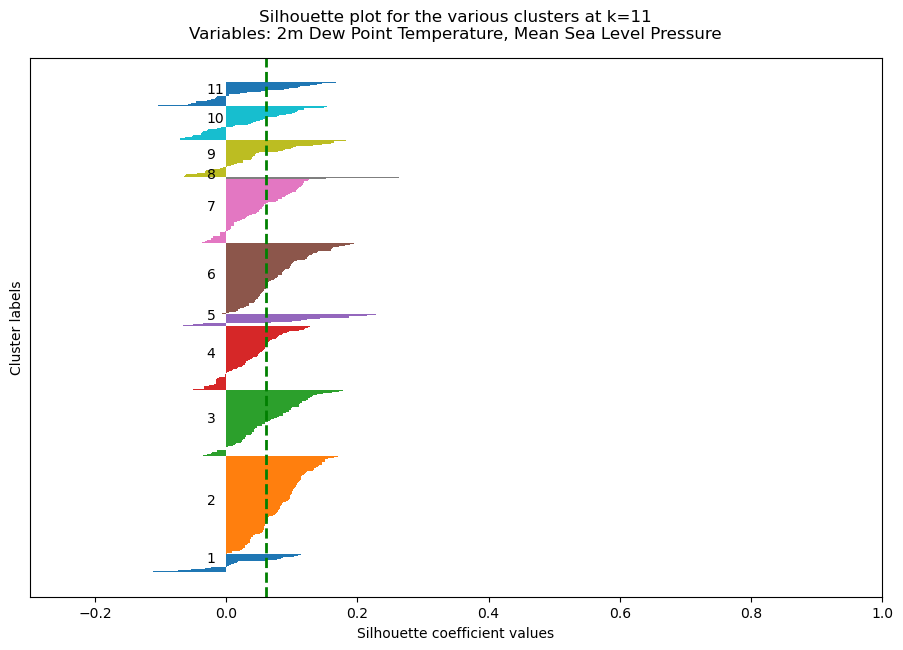 Silhouette plot for the various clusters at k=11
Variables: 2m Dew Point Temperature, Mean Sea Level Pressure
Cluster labels
11
10
9
8
7
6
5
4
3
2
1
−0.2 0.0 0.2 0.4 0.6 0.8 1.0
Silhouette coefficient values